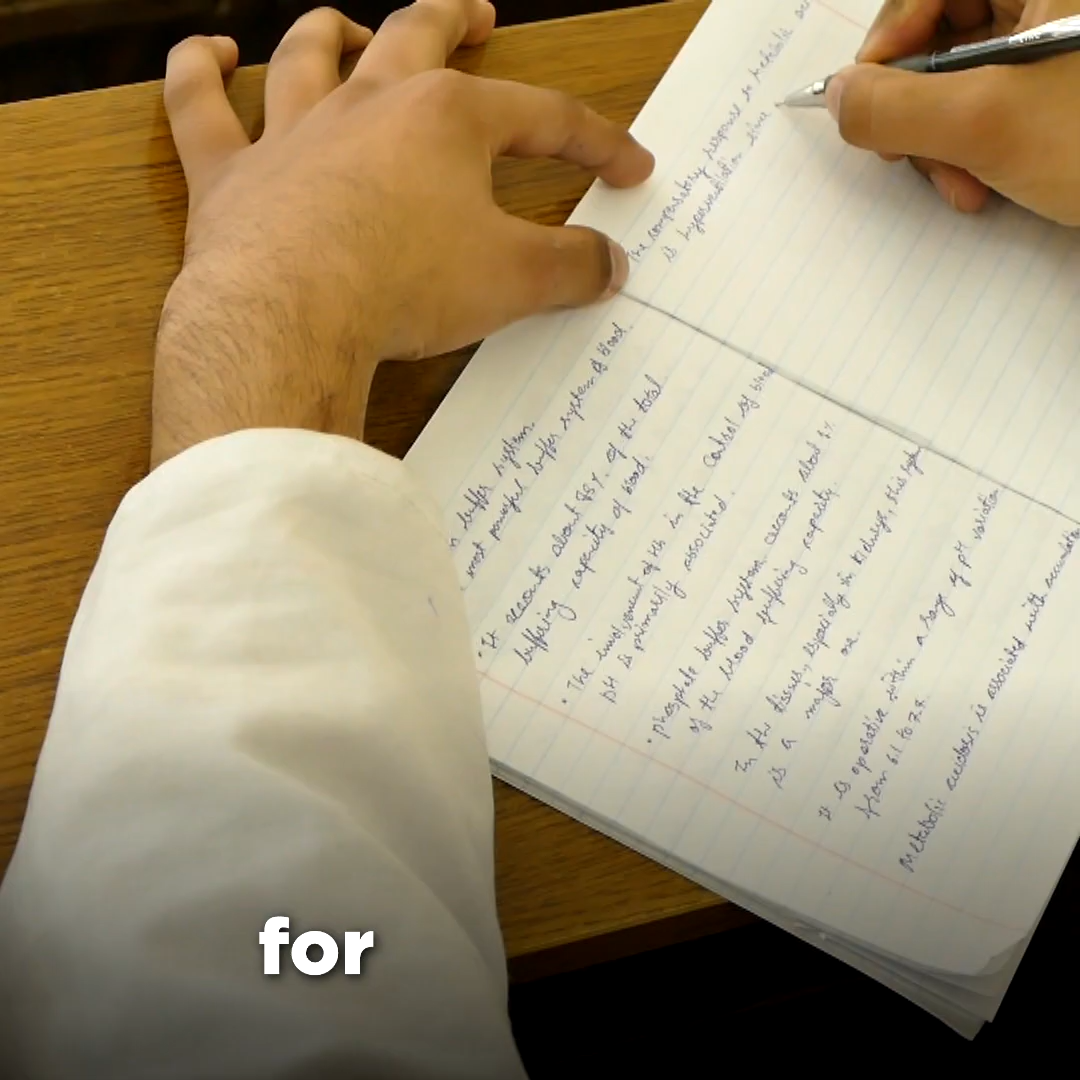 The compensatory response to metabolic
is hyperventilation since
buffer system.
most powerful buffer system of blood.
• It accounts about 75%. of the total
buffering capacity of blood.
• The involvement of Hb in the control of blood
pH is primarily associated.
• phosphate buffer system accounts about 5%
of the blood buffering capacity.
In the tissues, especially in kidneys, this
is a major one.
It is operative within a range of pH variation
from 6.1 to 7.7.
Metabolic acidosis is associated with
for